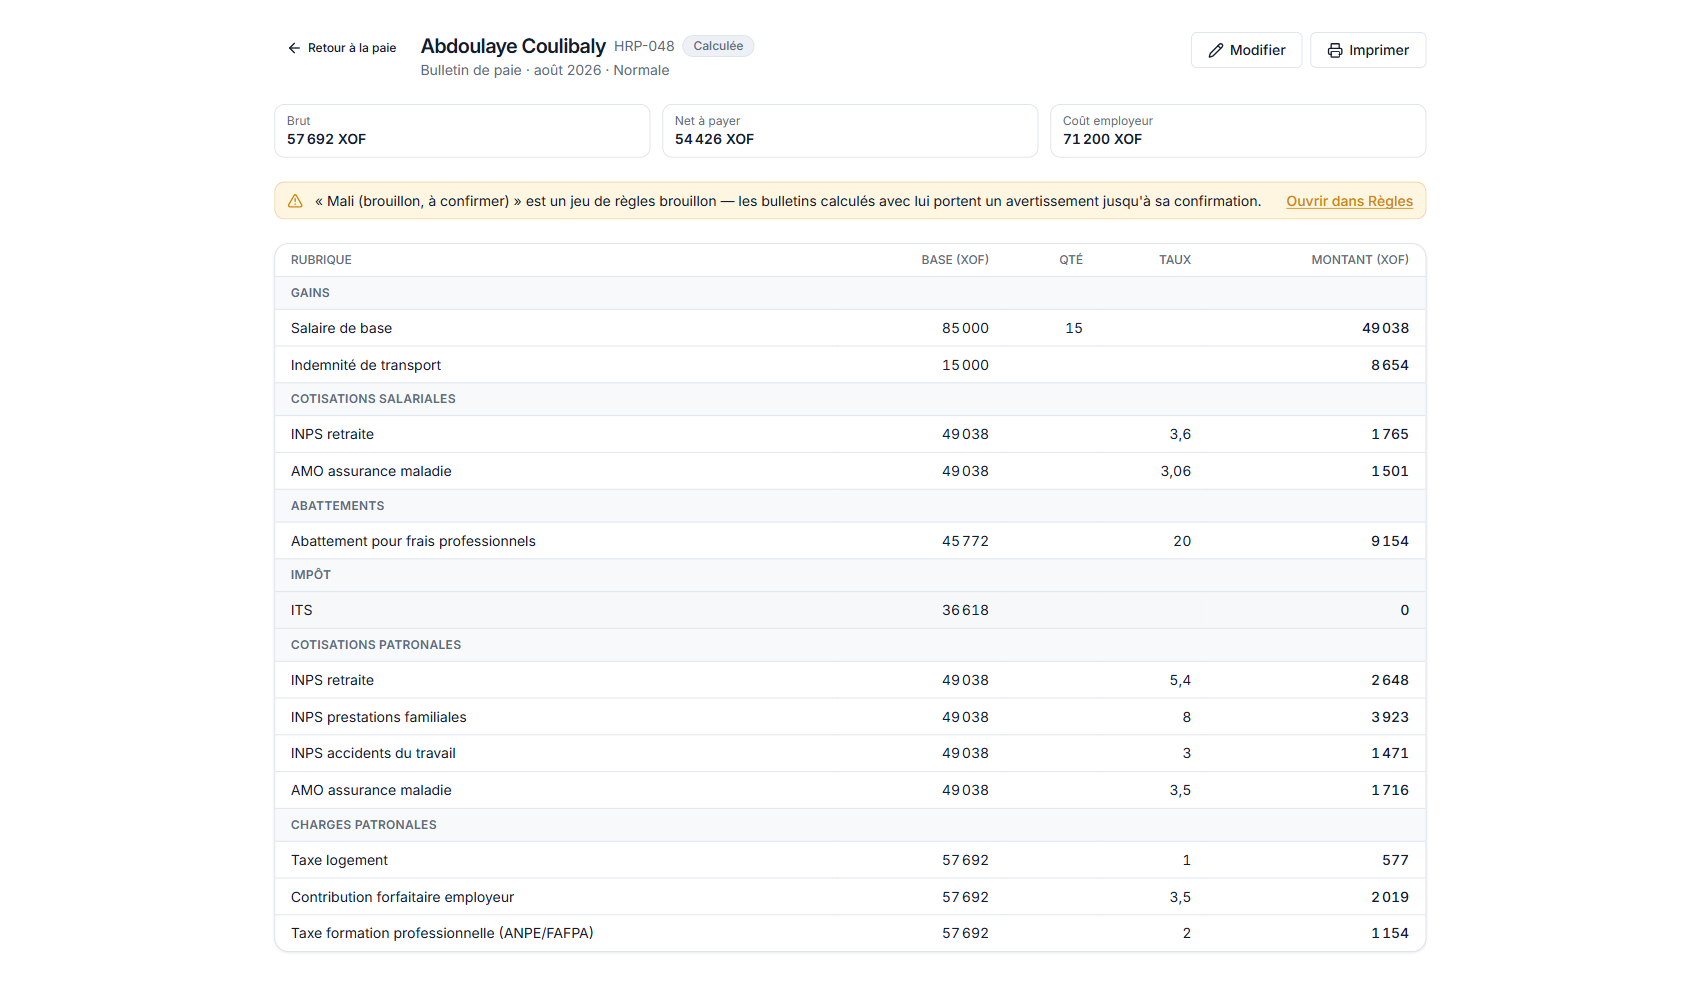 Retour à la paie
Abdoulaye Coulibaly HRP-048 Calculée
Bulletin de paie · août 2026 · Normale
Modifier
Imprimer
Brut
57 692 XOF
Net à payer
54 426 XOF
Coût employeur
71 200 XOF
« Mali (brouillon, à confirmer) » est un jeu de règles brouillon — les bulletins calculés avec lui portent un avertissement jusqu'à sa confirmation. Ouvrir dans Règles
RUBRIQUE BASE (XOF) QTÉ TAUX MONTANT (XOF)
GAINS
Salaire de base 85 000 15 49 038
Indemnité de transport 15 000 8 654
COTISATIONS SALARIALES
INPS retraite 49 038 3,6 1 765
AMO assurance maladie 49 038 3,06 1 501
ABATTEMENTS
Abattement pour frais professionnels 45 772 20 9 154
IMPÔT
ITS 36 618 0
COTISATIONS PATRONALES
INPS retraite 49 038 5,4 2 648
INPS prestations familiales 49 038 8 3 923
INPS accidents du travail 49 038 3 1 471
AMO assurance maladie 49 038 3,5 1 716
CHARGES PATRONALES
Taxe logement 57 692 1 577
Contribution forfaitaire employeur 57 692 3,5 2 019
Taxe formation professionnelle (ANPE/FAFPA) 57 692 2 1 154